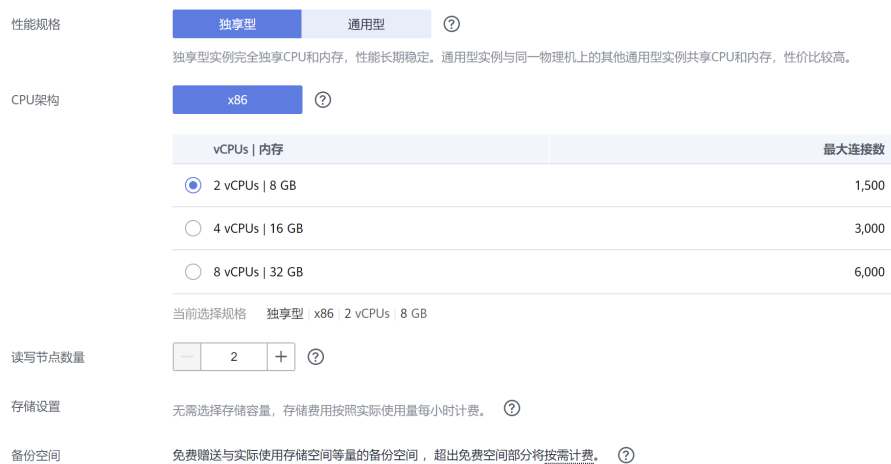 性能规格 独享型 通用型 ?
独享型实例完全独享CPU和内存，性能长期稳定。通用型实例与同一物理机上的其他通用型实例共享CPU和内存，性价比较高。
CPU架构 x86 ?
vCPUs | 内存 最大连接数
2 vCPUs | 8 GB 1,500
4 vCPUs | 16 GB 3,000
8 vCPUs | 32 GB 6,000
当前选择规格 独享型 | x86 | 2 vCPUs | 8 GB
读写节点数量 — 2 + ?
存储设置 无需选择存储容量，存储费用按照实际使用量每小时计费。 ?
备份空间 免费赠送与实际使用存储空间等量的备份空间 ，超出免费空间部分将按需计费。 ?